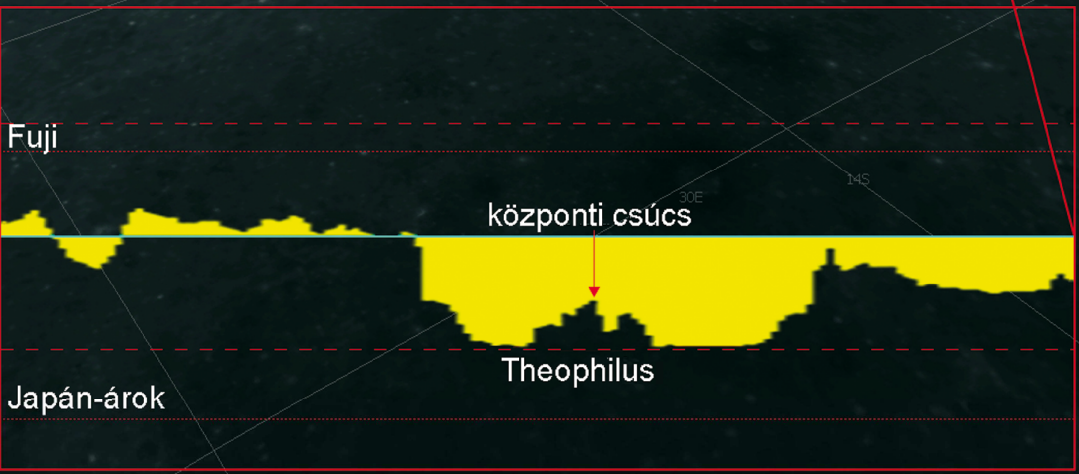 Fuji
14S
30E
központi csúcs
Theophilus
Japán-árok